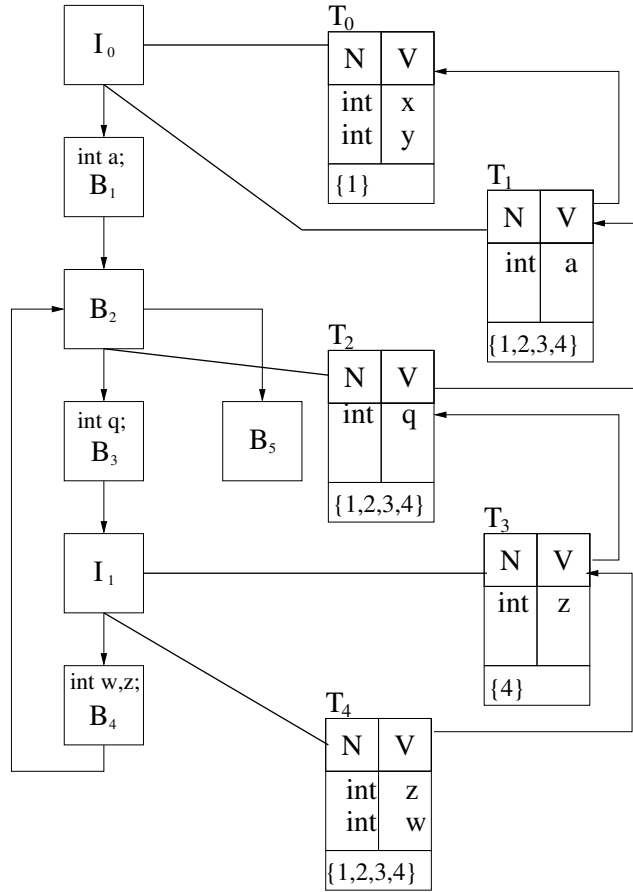 T₀
I₀
N V
int x
int y
{1}
int a;
B₁
T₁
N V
int a
{1,2,3,4}
B₂
T₂
N V
int q
{1,2,3,4}
int q;
B₃
B₅
T₃
N V
int z
{4}
I₁
int w,z;
B₄
T₄
N V
int z
int w
{1,2,3,4}